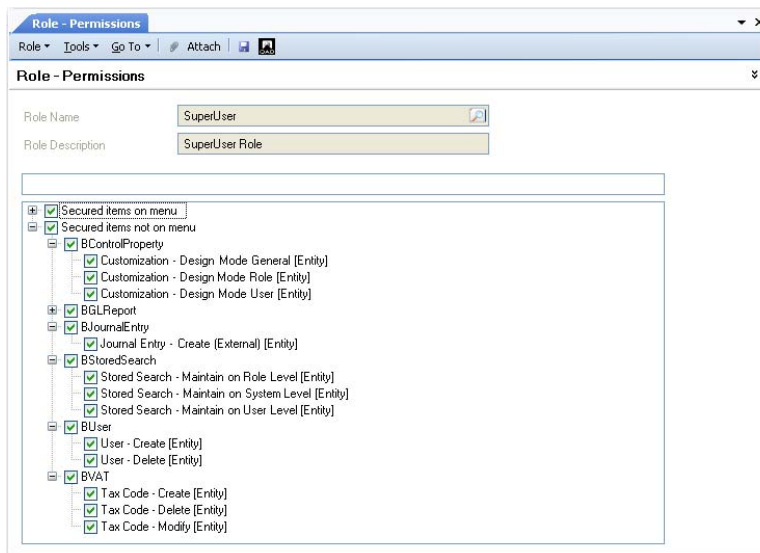 Role - Permissions
Role Tools Go To Attach QAD
Role - Permissions
Role Name SuperUser
Role Description SuperUser Role
Secured items on menu
Secured items not on menu
BControlProperty
Customization - Design Mode General [Entity]
Customization - Design Mode Role [Entity]
Customization - Design Mode User [Entity]
BGLReport
BJournalEntry
Journal Entry - Create (External) [Entity]
BStoredSearch
Stored Search - Maintain on Role Level [Entity]
Stored Search - Maintain on System Level [Entity]
Stored Search - Maintain on User Level [Entity]
BUser
User - Create [Entity]
User - Delete [Entity]
BVAT
Tax Code - Create [Entity]
Tax Code - Delete [Entity]
Tax Code - Modify [Entity]